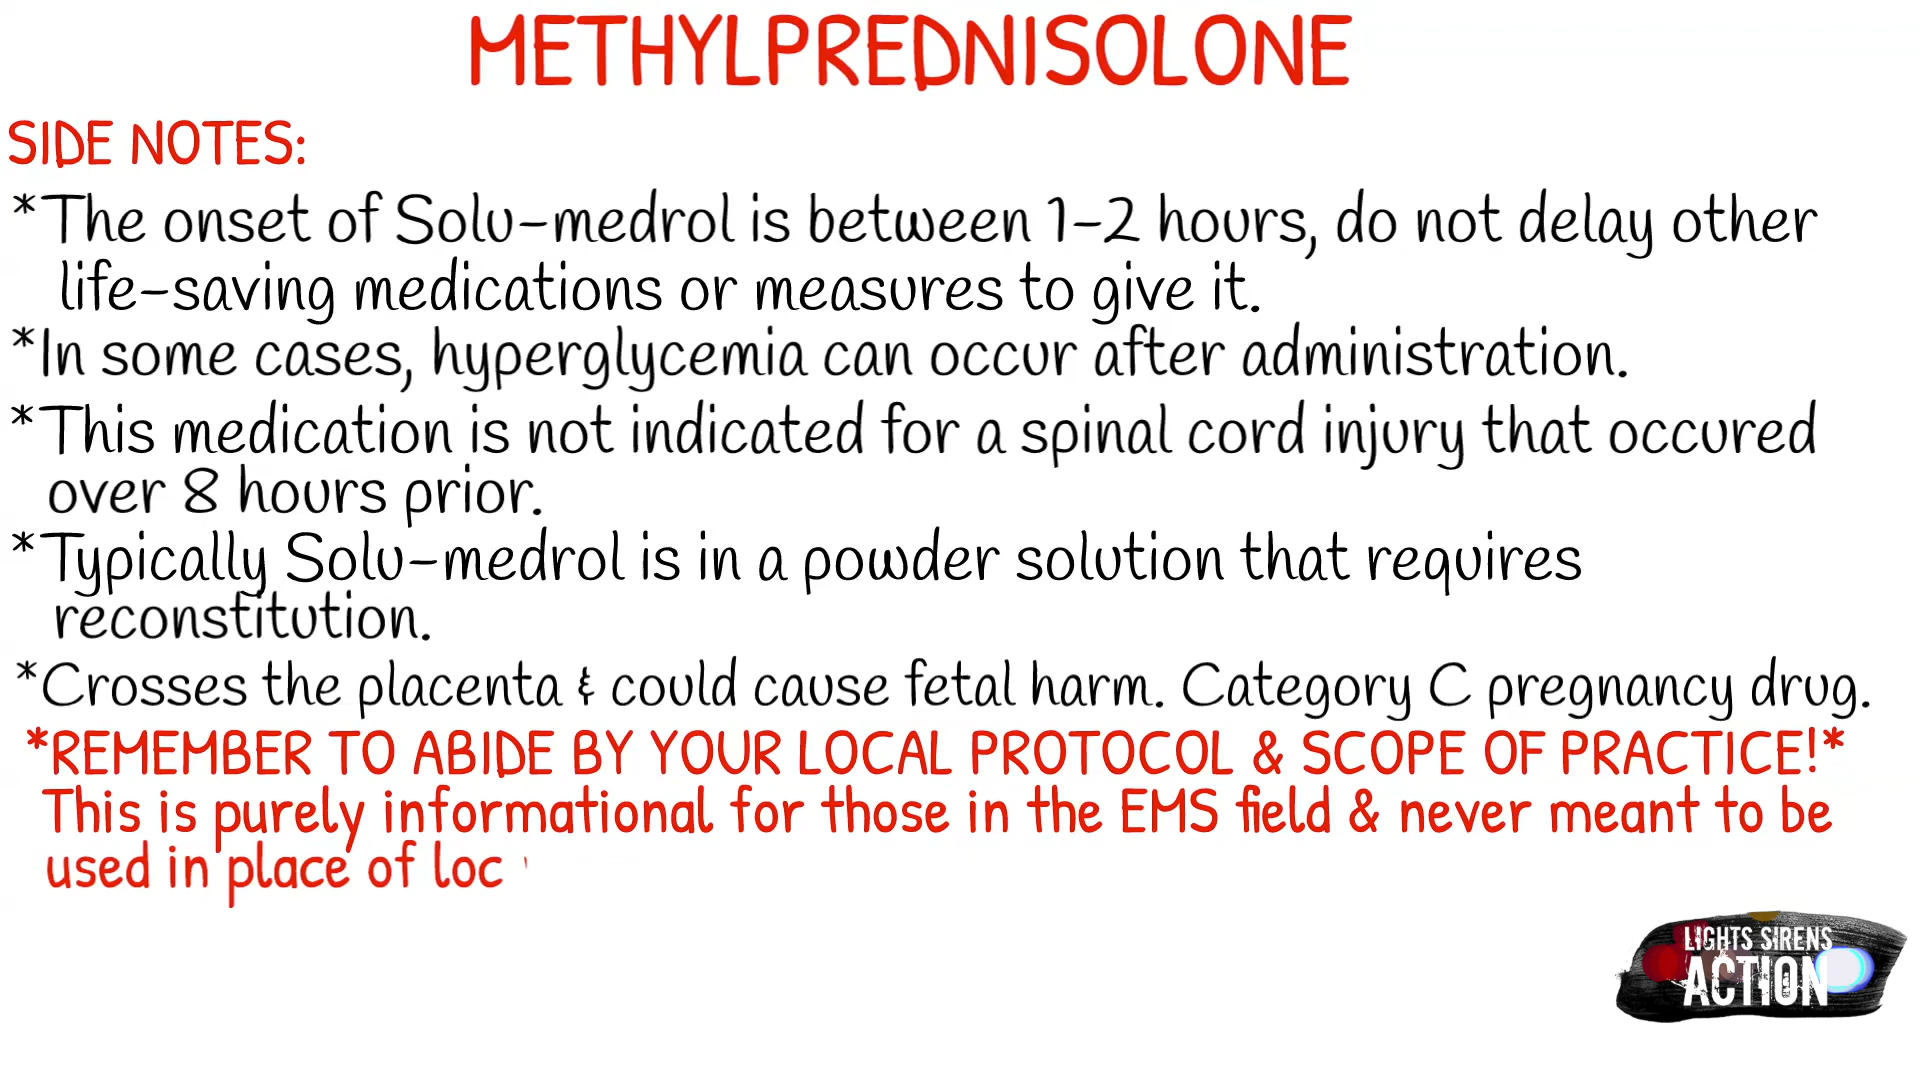 METHYLPREDNISOLONE
SIDE NOTES:
*The onset of Solu-medrol is between 1-2 hours, do not delay other
life-saving medications or measures to give it.
*In some cases, hyperglycemia can occur after administration.
*This medication is not indicated for a spinal cord injury that occured
over 8 hours prior.
*Typically Solu-medrol is in a powder solution that requires
reconstitution.
*Crosses the placenta & could cause fetal harm. Category C pregnancy drug.
*REMEMBER TO ABIDE BY YOUR LOCAL PROTOCOL & SCOPE OF PRACTICE!*
This is purely informational for those in the EMS field & never meant to be
used in place of loc
LIGHTS SIRENS
ACTION